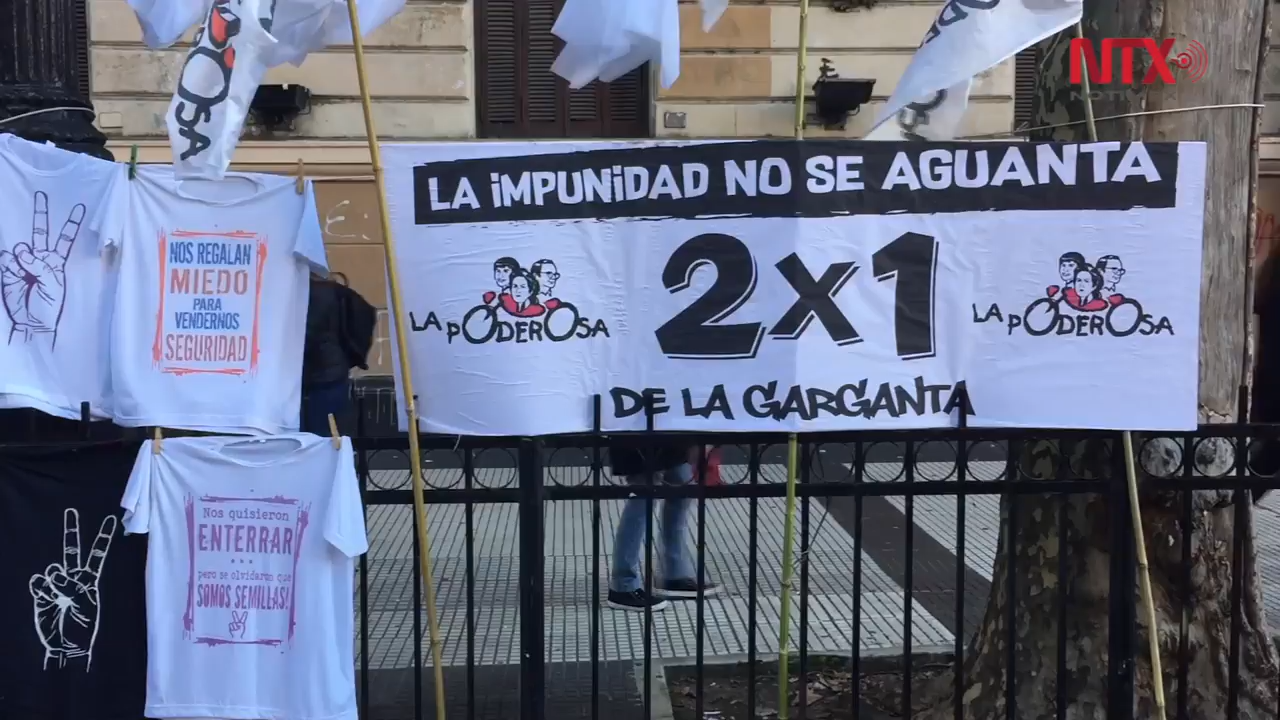 NTX
OSA
LA iMPUNiDAD NO SE AGUANTA
2x1
DE LA GARGANTA
LA PODEROSA
LA PODEROSA
NOS REGALAN
MIEDO
PARA
VENDERNOS
SEGURIDAD
Nos quisieron
ENTERRAR
pero se olvidaron que
SOMOS SEMILLAS!